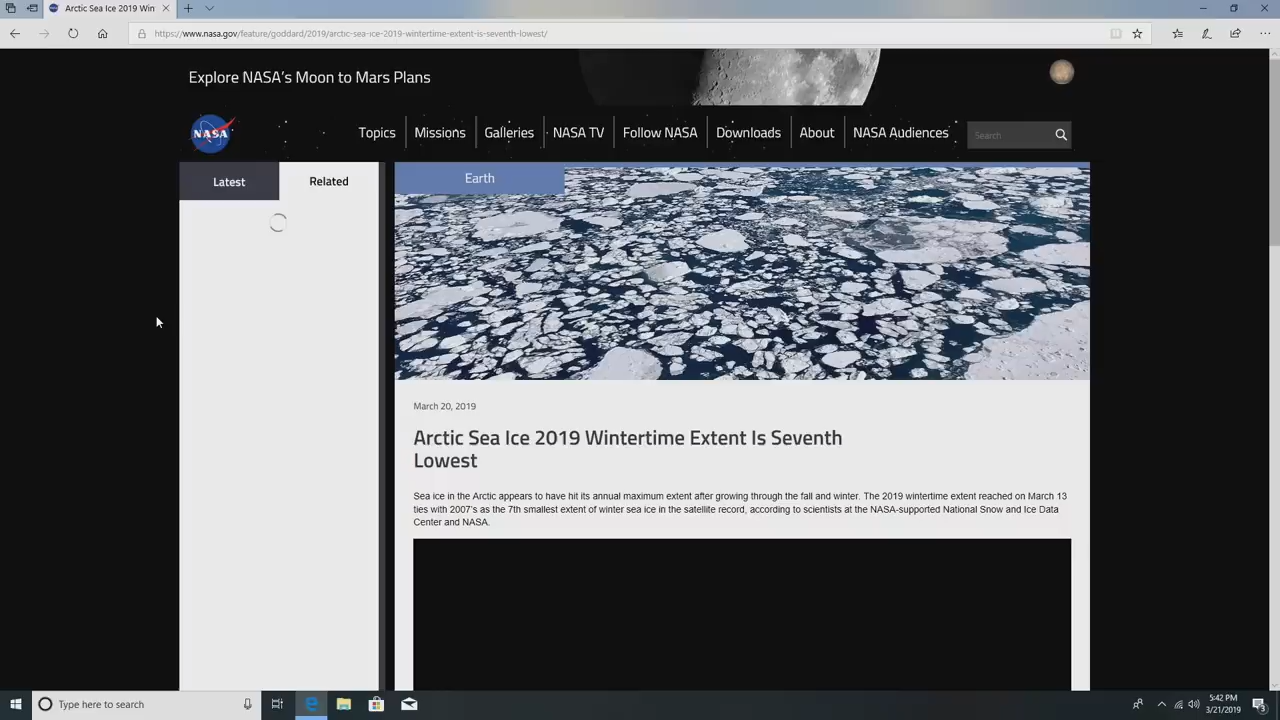 Arctic Sea Ice 2019 Win
https://www.nasa.gov/feature/goddard/2019/arctic-sea-ice-2019-wintertime-extent-is-seventh-lowest/
Explore NASA's Moon to Mars Plans
NASA
Topics
Missions
Galleries
NASA TV
Follow NASA
Downloads
About
NASA Audiences
Search
Latest
Related
Earth
March 20, 2019
Arctic Sea Ice 2019 Wintertime Extent Is Seventh
Lowest
Sea ice in the Arctic appears to have hit its annual maximum extent after growing through the fall and winter. The 2019 wintertime extent reached on March 13
ties with 2007's as the 7th smallest extent of winter sea ice in the satellite record, according to scientists at the NASA-supported National Snow and Ice Data
Center and NASA.
Type here to search
5:42 PM
3/21/2019
3